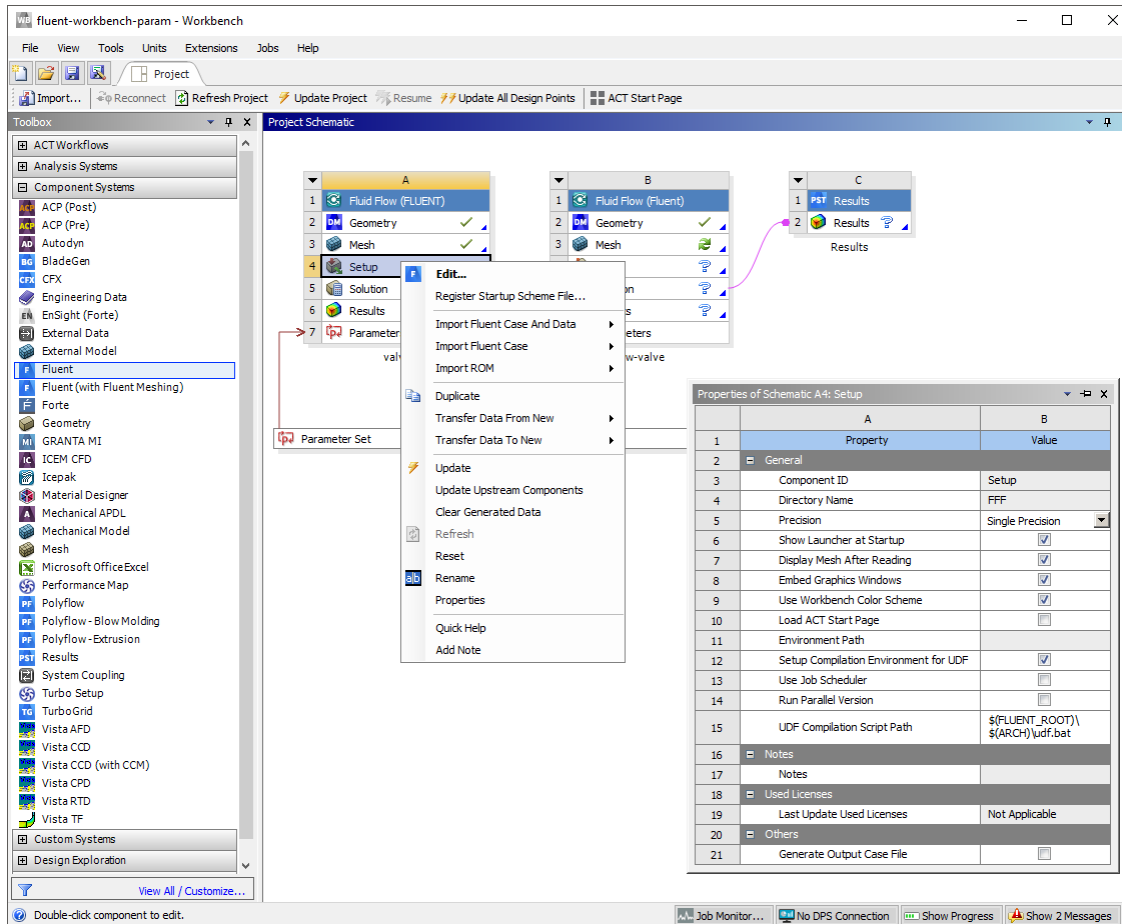 WB fluent-workbench-param - Workbench
File View Tools Units Extensions Jobs Help
Project
Import... Reconnect Refresh Project Update Project Resume Update All Design Points ACT Start Page
Toolbox
ACT Workflows
Analysis Systems
Component Systems
ACP (Post)
ACP (Pre)
Autodyn
BladeGen
CFX
Engineering Data
EnSight (Forte)
External Data
External Model
Fluent
Fluent (with Fluent Meshing)
Forte
Geometry
GRANTA MI
ICEM CFD
Icepak
Material Designer
Mechanical APDL
Mechanical Model
Mesh
Microsoft Office Excel
Performance Map
Polyflow
Polyflow - Blow Molding
Polyflow - Extrusion
Results
System Coupling
Turbo Setup
TurboGrid
Vista AFD
Vista CCD
Vista CCD (with CCM)
Vista CPD
Vista RTD
Vista TF
Custom Systems
Design Exploration
View All / Customize...
Project Schematic
A
1 Fluid Flow (FLUENT)
2 DM Geometry
3 Mesh
4 Setup
5 Solution
6 Results
7 Parameter
val
B
1 Fluid Flow (Fluent)
2 DM Geometry
3 Mesh
on
s
eters
w-valve
C
1 PST Results
2 Results
Results
Parameter Set
Edit...
Register Startup Scheme File...
Import Fluent Case And Data
Import Fluent Case
Import ROM
Duplicate
Transfer Data From New
Transfer Data To New
Update
Update Upstream Components
Clear Generated Data
Refresh
Reset
Rename
Properties
Quick Help
Add Note
Properties of Schematic A4: Setup
A B
1 Property Value
2 General
3 Component ID Setup
4 Directory Name FFF
5 Precision Single Precision
6 Show Launcher at Startup
7 Display Mesh After Reading
8 Embed Graphics Windows
9 Use Workbench Color Scheme
10 Load ACT Start Page
11 Environment Path
12 Setup Compilation Environment for UDF
13 Use Job Scheduler
14 Run Parallel Version
15 UDF Compilation Script Path $(FLUENT_ROOT)\
$(ARCH)\udf.bat
16 Notes
17 Notes
18 Used Licenses
19 Last Update Used Licenses Not Applicable
20 Others
21 Generate Output Case File
Double-click component to edit.
Job Monitor... No DPS Connection Show Progress Show 2 Messages